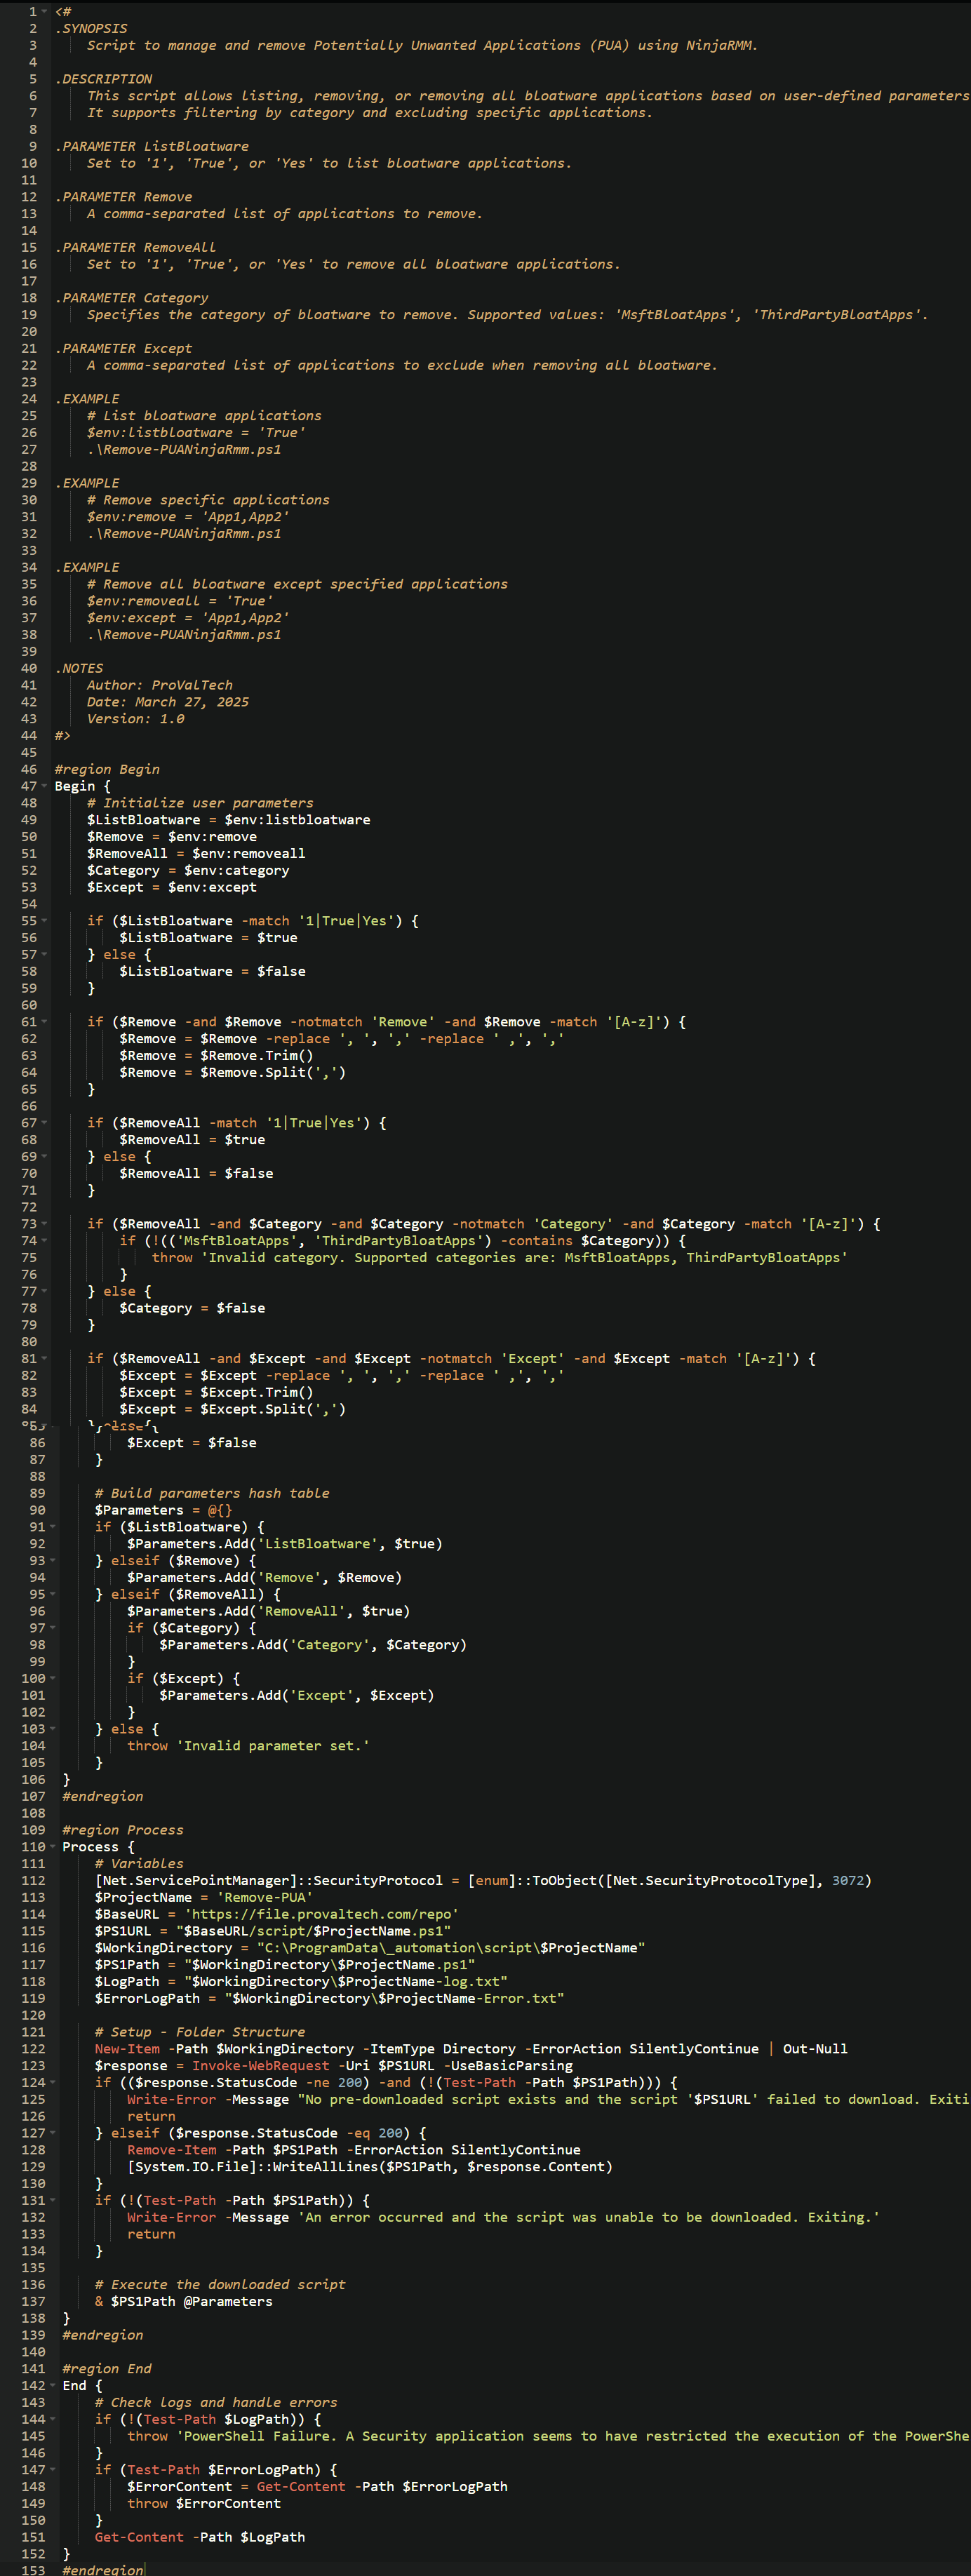 1 <#
2 .SYNOPSIS
3 Script to manage and remove Potentially Unwanted Applications (PUA) using NinjaRMM.
4
5 .DESCRIPTION
6 This script allows listing, removing, or removing all bloatware applications based on user-defined parameters
7 It supports filtering by category and excluding specific applications.
8
9 .PARAMETER ListBloatware
10 Set to '1', 'True', or 'Yes' to list bloatware applications.
11
12 .PARAMETER Remove
13 A comma-separated list of applications to remove.
14
15 .PARAMETER RemoveAll
16 Set to '1', 'True', or 'Yes' to remove all bloatware applications.
17
18 .PARAMETER Category
19 Specifies the category of bloatware to remove. Supported values: 'MsftBloatApps', 'ThirdPartyBloatApps'.
20
21 .PARAMETER Except
22 A comma-separated list of applications to exclude when removing all bloatware.
23
24 .EXAMPLE
25 # List bloatware applications
26 $env:listbloatware = 'True'
27 .\Remove-PUANinjaRmm.ps1
28
29 .EXAMPLE
30 # Remove specific applications
31 $env:remove = 'App1,App2'
32 .\Remove-PUANinjaRmm.ps1
33
34 .EXAMPLE
35 # Remove all bloatware except specified applications
36 $env:removeall = 'True'
37 $env:except = 'App1,App2'
38 .\Remove-PUANinjaRmm.ps1
39
40 .NOTES
41 Author: ProValTech
42 Date: March 27, 2025
43 Version: 1.0
44 #>
45
46 #region Begin
47 Begin {
48 # Initialize user parameters
49 $ListBloatware = $env:listbloatware
50 $Remove = $env:remove
51 $RemoveAll = $env:removeall
52 $Category = $env:category
53 $Except = $env:except
54
55 if ($ListBloatware -match '1|True|Yes') {
56 $ListBloatware = $true
57 } else {
58 $ListBloatware = $false
59 }
60
61 if ($Remove -and $Remove -notmatch 'Remove' -and $Remove -match '[A-z]') {
62 $Remove = $Remove -replace ', ', ',' -replace ' ,', ','
63 $Remove = $Remove.Trim()
64 $Remove = $Remove.Split(',')
65 }
66
67 if ($RemoveAll -match '1|True|Yes') {
68 $RemoveAll = $true
69 } else {
70 $RemoveAll = $false
71 }
72
73 if ($RemoveAll -and $Category -and $Category -notmatch 'Category' -and $Category -match '[A-z]') {
74 if (!(('MsftBloatApps', 'ThirdPartyBloatApps') -contains $Category)) {
75 throw 'Invalid category. Supported categories are: MsftBloatApps, ThirdPartyBloatApps'
76 }
77 } else {
78 $Category = $false
79 }
80
81 if ($RemoveAll -and $Except -and $Except -notmatch 'Except' -and $Except -match '[A-z]') {
82 $Except = $Except -replace ', ', ',' -replace ' ,', ','
83 $Except = $Except.Trim()
84 $Except = $Except.Split(',')
85 } else {
86 $Except = $false
87 }
88
89 # Build parameters hash table
90 $Parameters = @{}
91 if ($ListBloatware) {
92 $Parameters.Add('ListBloatware', $true)
93 } elseif ($Remove) {
94 $Parameters.Add('Remove', $Remove)
95 } elseif ($RemoveAll) {
96 $Parameters.Add('RemoveAll', $true)
97 if ($Category) {
98 $Parameters.Add('Category', $Category)
99 }
100 if ($Except) {
101 $Parameters.Add('Except', $Except)
102 }
103 } else {
104 throw 'Invalid parameter set.'
105 }
106 }
107 #endregion
108
109 #region Process
110 Process {
111 # Variables
112 [Net.ServicePointManager]::SecurityProtocol = [enum]::ToObject([Net.SecurityProtocolType], 3072)
113 $ProjectName = 'Remove-PUA'
114 $BaseURL = 'https://file.provaltech.com/repo'
115 $PS1URL = "$BaseURL/script/$ProjectName.ps1"
116 $WorkingDirectory = "C:\ProgramData\_automation\script\$ProjectName"
117 $PS1Path = "$WorkingDirectory\$ProjectName.ps1"
118 $LogPath = "$WorkingDirectory\$ProjectName-log.txt"
119 $ErrorLogPath = "$WorkingDirectory\$ProjectName-Error.txt"
120
121 # Setup - Folder Structure
122 New-Item -Path $WorkingDirectory -ItemType Directory -ErrorAction SilentlyContinue | Out-Null
123 $response = Invoke-WebRequest -Uri $PS1URL -UseBasicParsing
124 if (($response.StatusCode -ne 200) -and (!(Test-Path -Path $PS1Path))) {
125 Write-Error -Message "No pre-downloaded script exists and the script '$PS1URL' failed to download. Exiti
126 return
127 } elseif ($response.StatusCode -eq 200) {
128 Remove-Item -Path $PS1Path -ErrorAction SilentlyContinue
129 [System.IO.File]::WriteAllLines($PS1Path, $response.Content)
130 }
131 if (!(Test-Path -Path $PS1Path)) {
132 Write-Error -Message 'An error occurred and the script was unable to be downloaded. Exiting.'
133 return
134 }
135
136 # Execute the downloaded script
137 & $PS1Path @Parameters
138 }
139 #endregion
140
141 #region End
142 End {
143 # Check logs and handle errors
144 if (!(Test-Path $LogPath)) {
145 throw 'PowerShell Failure. A Security application seems to have restricted the execution of the PowerShe
146 }
147 if (Test-Path $ErrorLogPath) {
148 $ErrorContent = Get-Content -Path $ErrorLogPath
149 throw $ErrorContent
150 }
151 Get-Content -Path $LogPath
152 }
153 #endregion